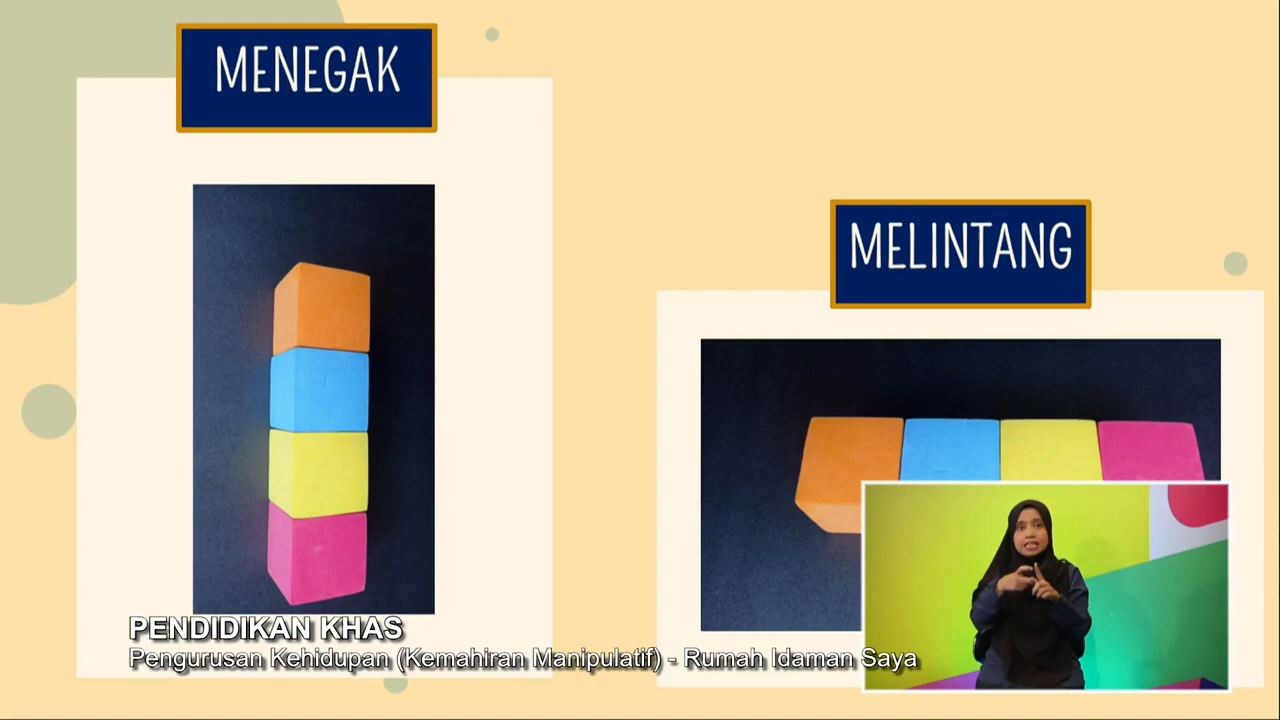 MENEGAK
MELINTANG
PENDIDIKAN KHAS
Pengurusan Kehidupan (Kemahiran Manipulatif) - Rumah Idaman Saya